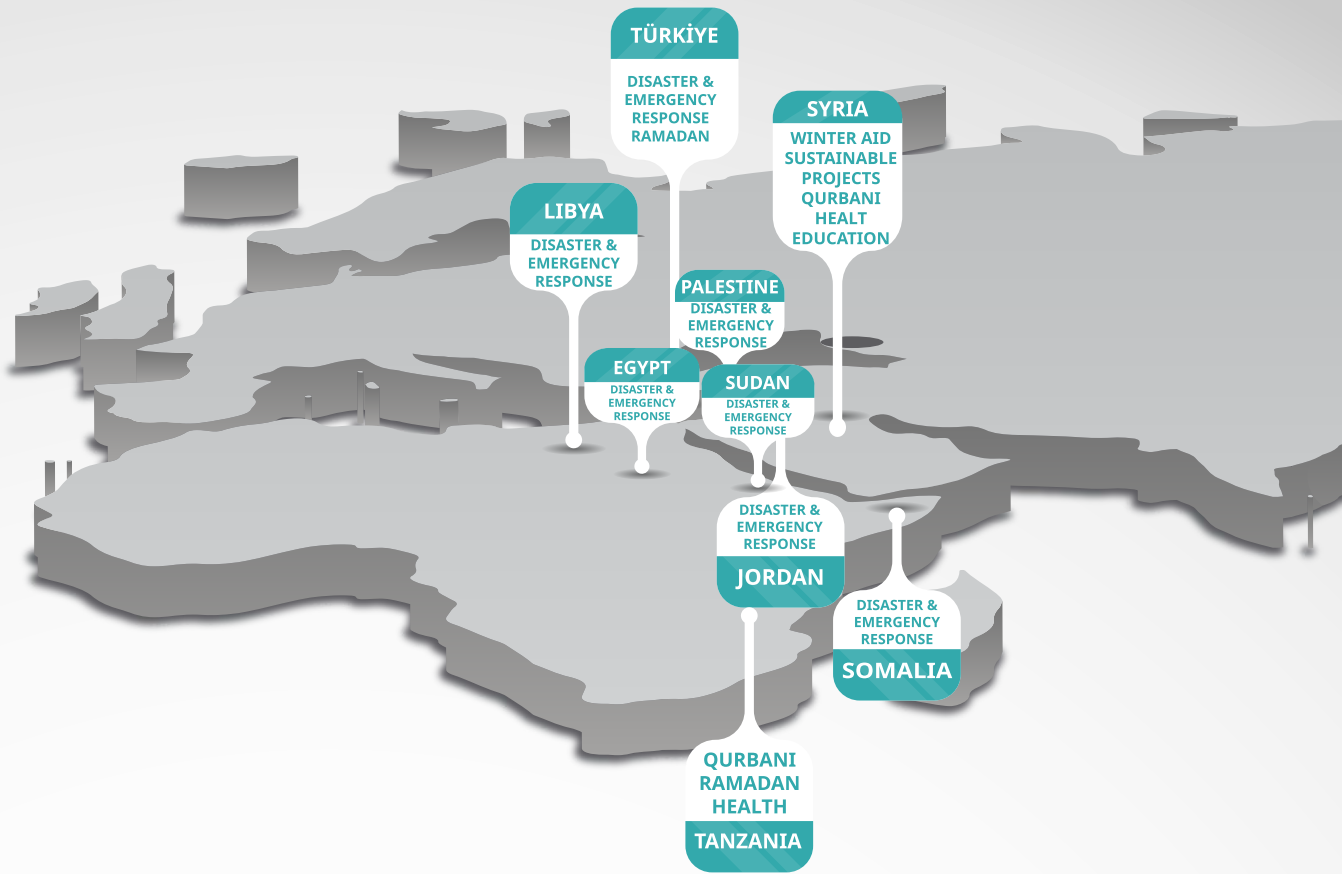 TÜRKİYE
DISASTER &
EMERGENCY
RESPONSE
RAMADAN
SYRIA
WINTER AID
SUSTAINABLE
PROJECTS
QURBANI
HEALT
EDUCATION
LIBYA
DISASTER &
EMERGENCY
RESPONSE
PALESTINE
DISASTER &
EMERGENCY
RESPONSE
EGYPT
DISASTER &
EMERGENCY
RESPONSE
SUDAN
DISASTER &
EMERGENCY
RESPONSE
DISASTER &
EMERGENCY
RESPONSE
JORDAN
DISASTER &
EMERGENCY
RESPONSE
SOMALIA
QURBANI
RAMADAN
HEALTH
TANZANIA